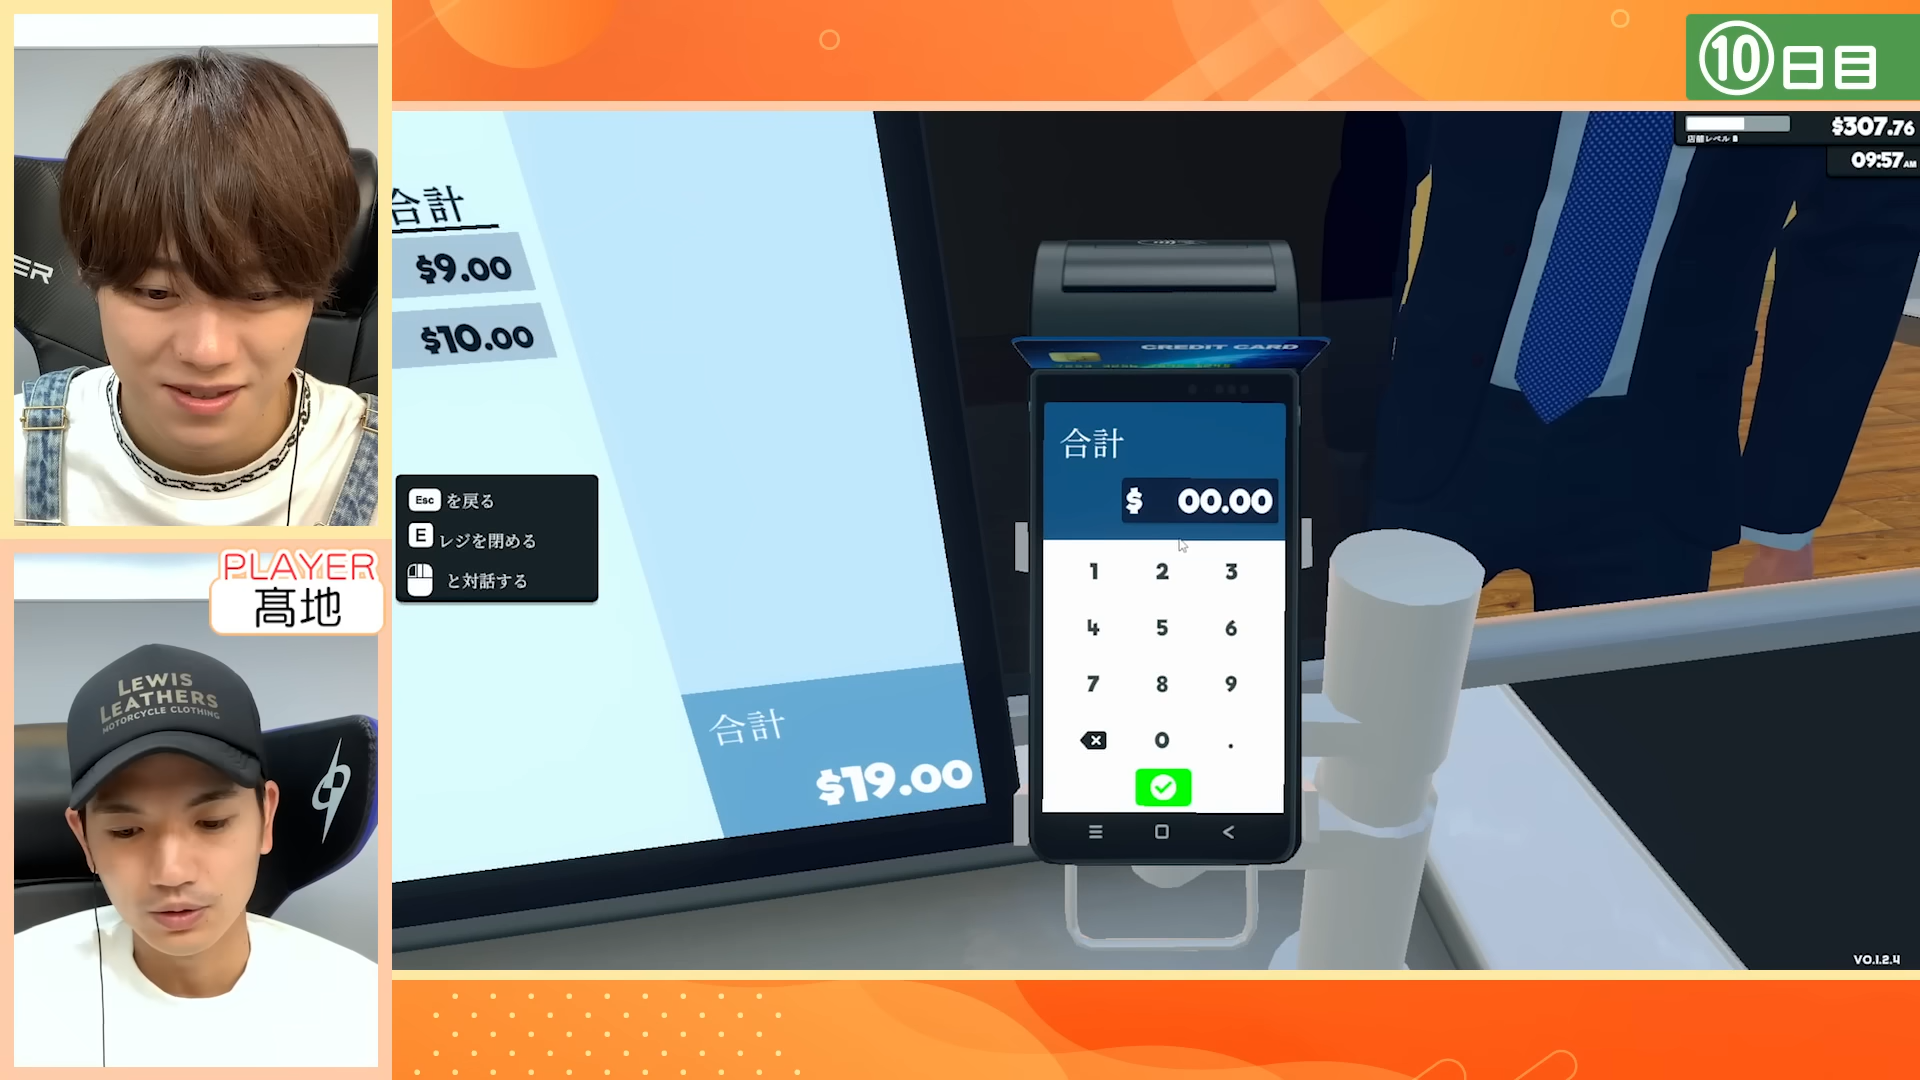 ⑩日目
$307.76
店舗レベル 8
09:57 AM
合計
$9.00
$10.00
CREDIT CARD
合計
$ 00.00
Esc を戻る
E レジを閉める
と対話する
1 2 3
4 5 6
7 8 9
0 .
合計
$19.00
PLAYER
髙地
LEWIS
LEATHERS
MOTORCYCLE CLOTHING
V0.1.2.4